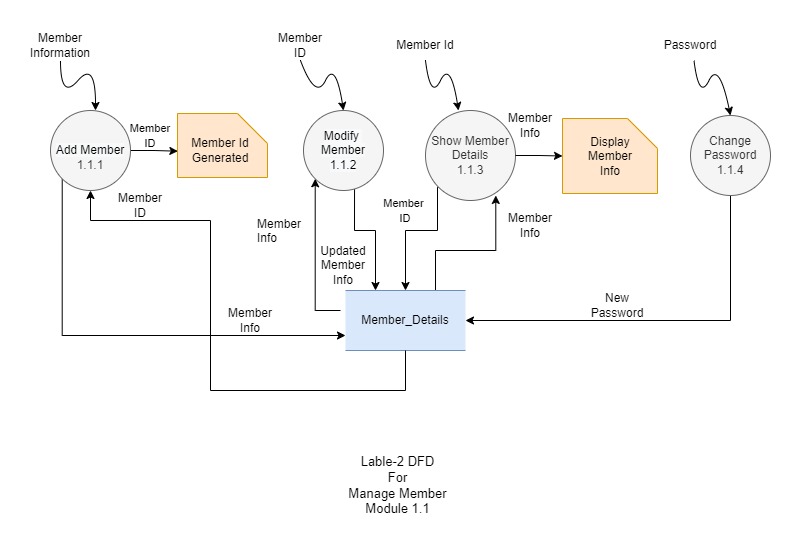 Member
Information
Member
ID
Member Id
Password
Add Member
1.1.1
Member
ID
Member Id
Generated
Modify
Member
1.1.2
Show Member
Details
1.1.3
Member
Info
Display
Member
Info
Change
Password
1.1.4
Member
ID
Member
Info
Updated
Member
Info
Member
ID
Member
Info
Member
Info
Member_Details
New
Password
Lable-2 DFD
For
Manage Member
Module 1.1